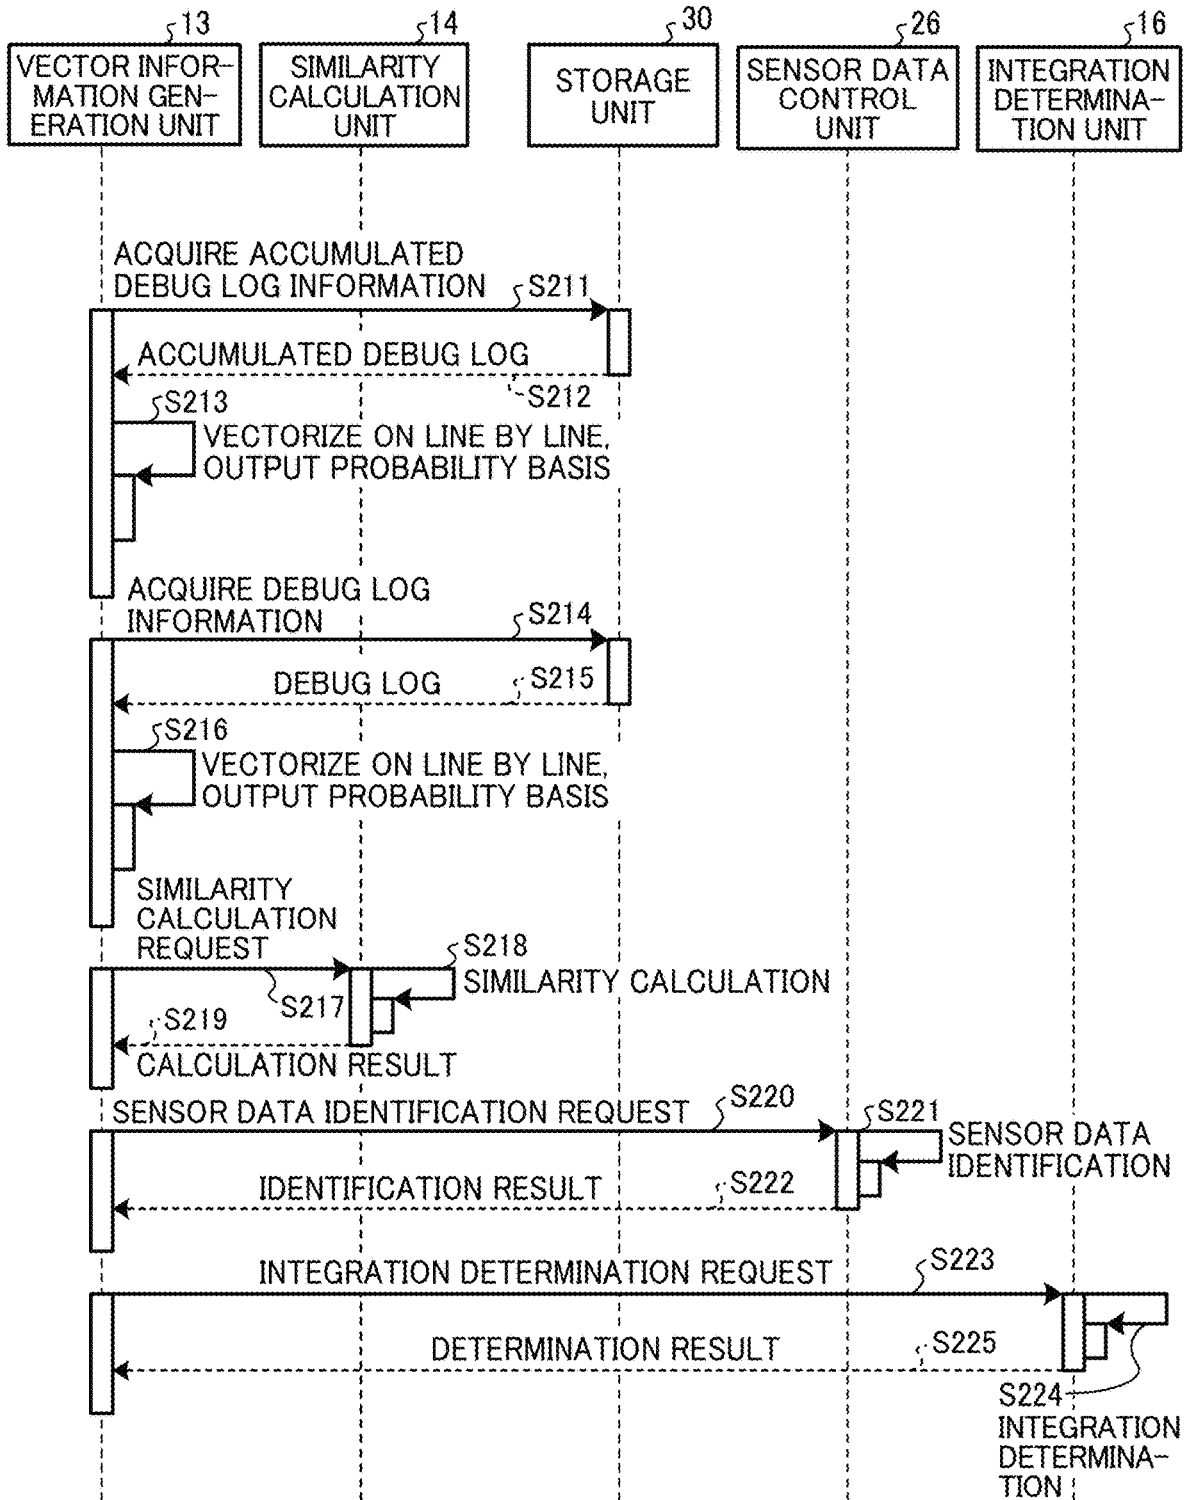 13
14
30
26
16
VECTOR INFOR-
MATION GEN-
ERATION UNIT
SIMILARITY
CALCULATION
UNIT
STORAGE
UNIT
SENSOR DATA
CONTROL
UNIT
INTEGRATION
DETERMINA-
TION UNIT
ACQUIRE ACCUMULATED
DEBUG LOG INFORMATION
S211
ACCUMULATED DEBUG LOG
S212
S213
VECTORIZE ON LINE BY LINE,
OUTPUT PROBABILITY BASIS
ACQUIRE DEBUG LOG
INFORMATION
S214
DEBUG LOG
S215
S216
VECTORIZE ON LINE BY LINE,
OUTPUT PROBABILITY BASIS
SIMILARITY
CALCULATION
REQUEST
S217
S218
SIMILARITY CALCULATION
S219
CALCULATION RESULT
SENSOR DATA IDENTIFICATION REQUEST
S220
S221
SENSOR DATA
IDENTIFICATION
IDENTIFICATION RESULT
S222
INTEGRATION DETERMINATION REQUEST
S223
DETERMINATION RESULT
S225
S224
INTEGRATION
DETERMINA-
TION